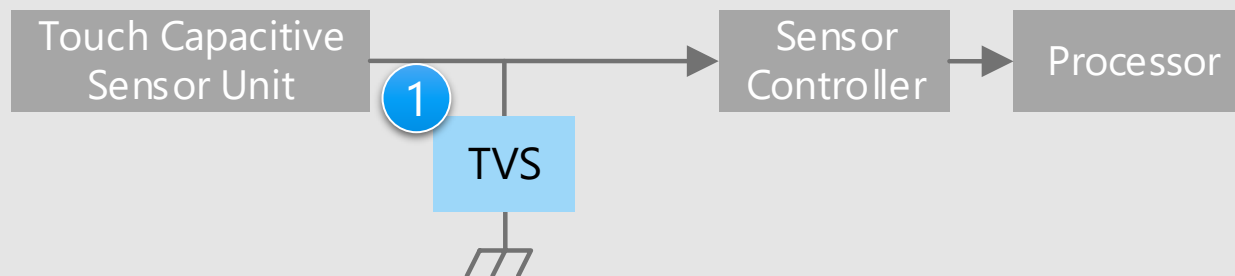 Touch Capacitive
Sensor Unit
1
TVS
Sensor
Controller
Processor